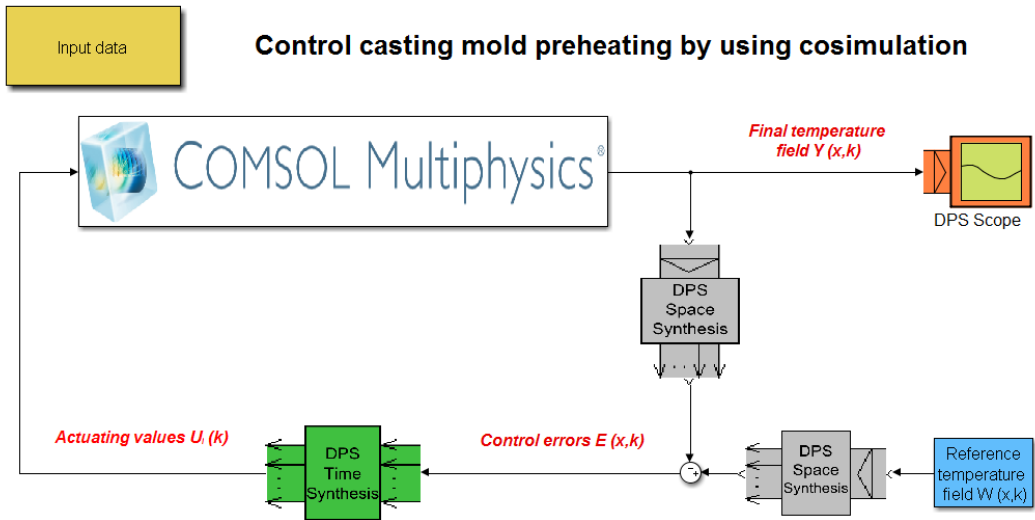 Input data
Control casting mold preheating by using cosimulation
COMSOL Multiphysics®
Final temperature
field Y (x,k)
DPS Scope
DPS
Space
Synthesis
Actuating values Uᵢ (k)
Control errors E (x,k)
DPS
Time
Synthesis
- +
DPS
Space
Synthesis
Reference
temperature
field W (x,k)